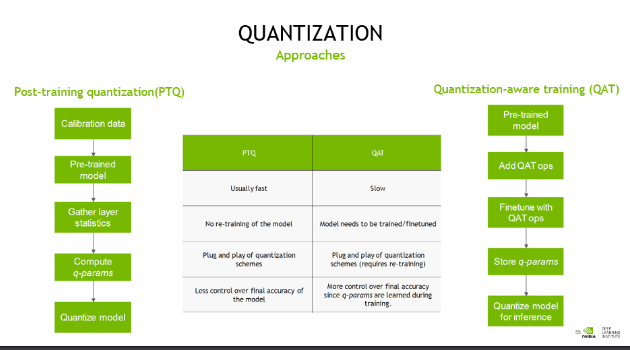 QUANTIZATION
Approaches
Post-training quantization(PTQ)
Calibration data
Pre-trained
model
Gather layer
statistics
Compute
q-params
Quantize model
PTQ
QAT
Usually fast
Slow
No re-training of the model
Model needs to be trained/finetuned
Plug and play of quantization
schemes
Plug and play of quantization
schemes (requires re-training)
Less control over final accuracy of
the model
More control over final accuracy
since q-params are learned during
training.
Quantization-aware training (QAT)
Pre-trained
model
Add QAT ops
Finetune with
QAT ops
Store q-params
Quantize model
for inference
55
NVIDIA
DEEP
LEARNING
INSTITUTE